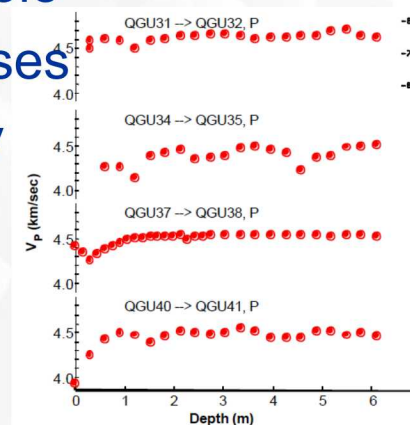 ses
QGU31 --> QGU32, P
4.5
4.0
QGU34 --> QGU35, P
4.5
4.0
QGU37 --> QGU38, P
4.5
4.0
QGU40 --> QGU41, P
4.5
4.0
V_P (km/sec)
0 1 2 3 4 5 6
Depth (m)